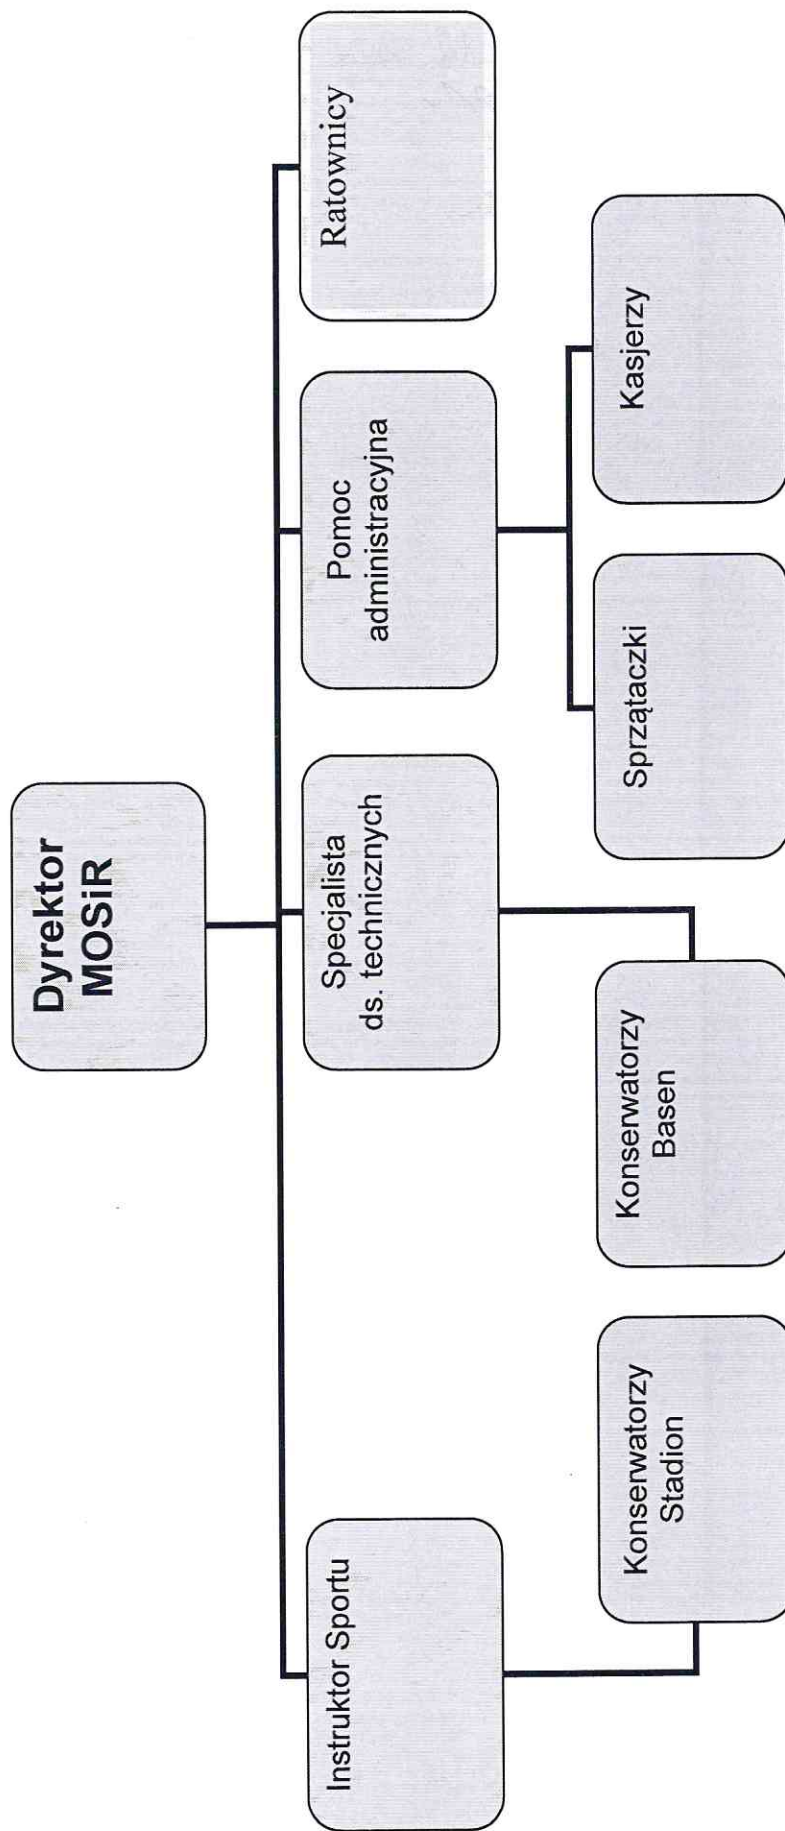 Dyrektor
MOSiR
Instruktor Sportu
Specjalista
ds. technicznych
Pomoc
administracyjna
Ratownicy
Konserwatorzy
Stadion
Konserwatorzy
Basen
Sprzątaczki
Kasjerzy